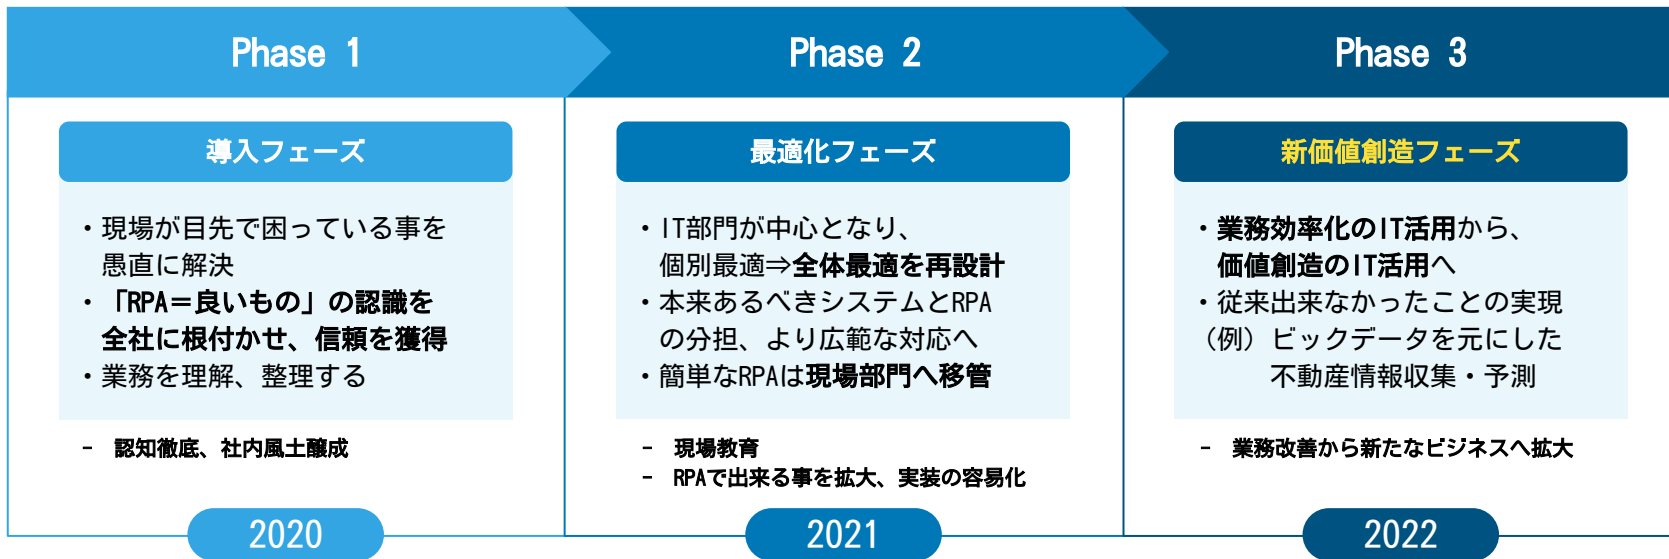 Phase 1
Phase 2
Phase 3
導入フェーズ
・現場が目先で困っている事を
愚直に解決
・「RPA＝良いもの」の認識を
全社に根付かせ、信頼を獲得
・業務を理解、整理する
- 認知徹底、社内風土醸成
2020
最適化フェーズ
・IT部門が中心となり、
個別最適⇒全体最適を再設計
・本来あるべきシステムとRPA
の分担、より広範な対応へ
・簡単なRPAは現場部門へ移管
- 現場教育
- RPAで出来る事を拡大、実装の容易化
2021
新価値創造フェーズ
・業務効率化のIT活用から、
価値創造のIT活用へ
・従来出来なかったことの実現
（例）ビックデータを元にした
不動産情報収集・予測
- 業務改善から新たなビジネスへ拡大
2022